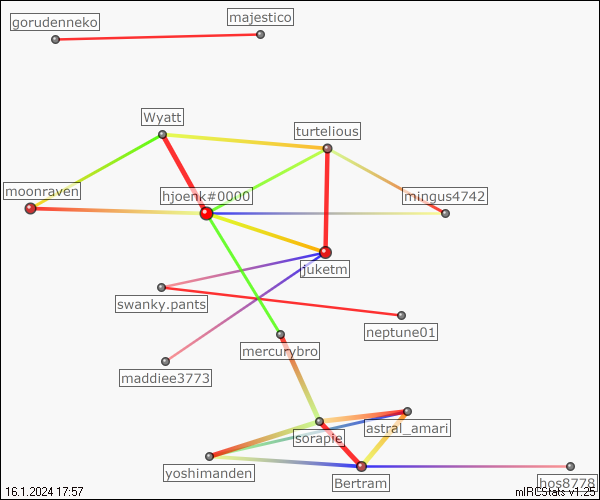 gorudenneko
majestico
Wyatt
turtelious
moonraven
hjoenk#0000
mingus4742
juketm
swanky.pants
neptune01
mercurybro
maddiee3773
astral_amari
sorapie
yoshimanden
Bertram
hos8778
16.1.2024 17:57
mIRCStats v1.25